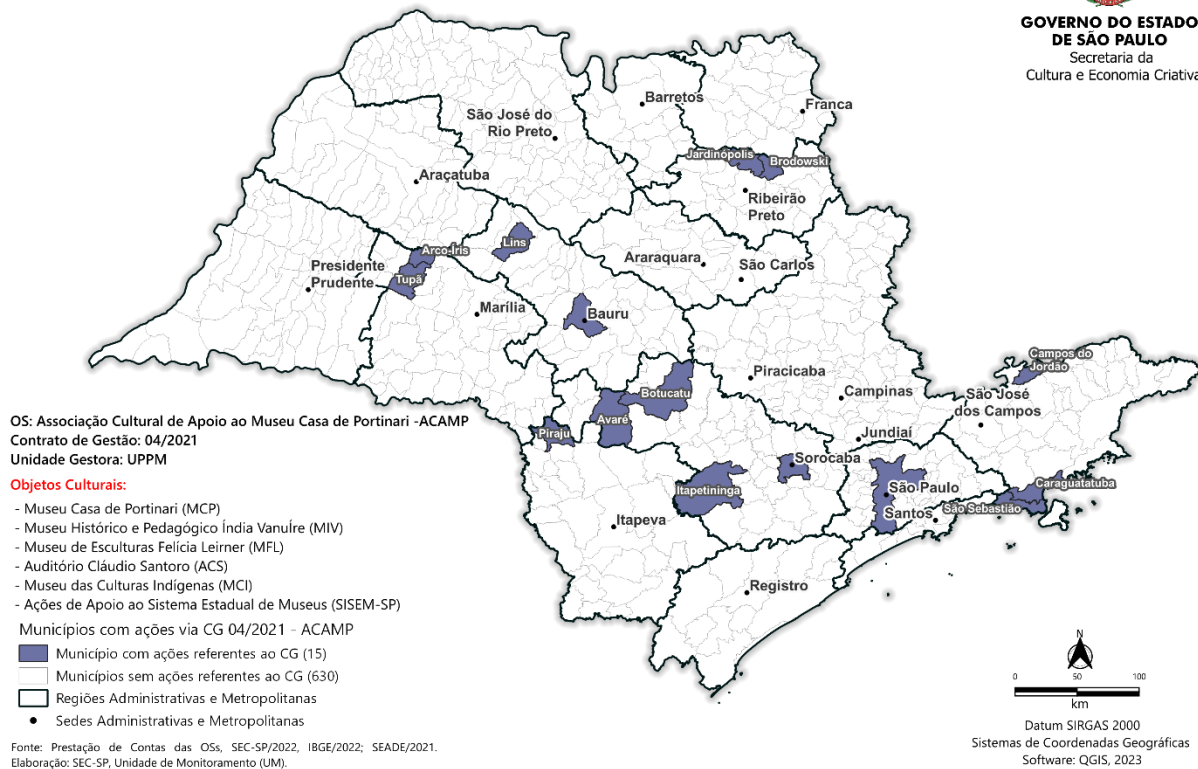 GOVERNO DO ESTADO
DE SÃO PAULO
Secretaria da
Cultura e Economia Criativa
Barretos
Franca
São José do
Rio Preto
Jardinópolis
Brodowski
Araçatuba
Ribeirão
Preto
Lins
Arco-Íris
Araraquara
São Carlos
Presidente
Prudente
Tupã
Marília
Bauru
Campos do
Jordão
Piracicaba
Botucatu
Campinas
São José
dos Campos
Avaré
Piraju
Jundiaí
Sorocaba
Caraguatatuba
Itapetininga
São Paulo
São Sebastião
Santos
Itapeva
Registro
OS: Associação Cultural de Apoio ao Museu Casa de Portinari -ACAMP
Contrato de Gestão: 04/2021
Unidade Gestora: UPPM
Objetos Culturais:
- Museu Casa de Portinari (MCP)
- Museu Histórico e Pedagógico Índia VanuÍre (MIV)
- Museu de Esculturas Felícia Leirner (MFL)
- Auditório Cláudio Santoro (ACS)
- Museu das Culturas Indígenas (MCI)
- Ações de Apoio ao Sistema Estadual de Museus (SISEM-SP)
Municípios com ações via CG 04/2021 - ACAMP
Município com ações referentes ao CG (15)
Municípios sem ações referentes ao CG (630)
Regiões Administrativas e Metropolitanas
Sedes Administrativas e Metropolitanas
Fonte: Prestação de Contas das OSs, SEC-SP/2022, IBGE/2022; SEADE/2021.
Elaboração: SEC-SP, Unidade de Monitoramento (UM).
N
0 50 100
km
Datum SIRGAS 2000
Sistemas de Coordenadas Geográficas
Software: QGIS, 2023